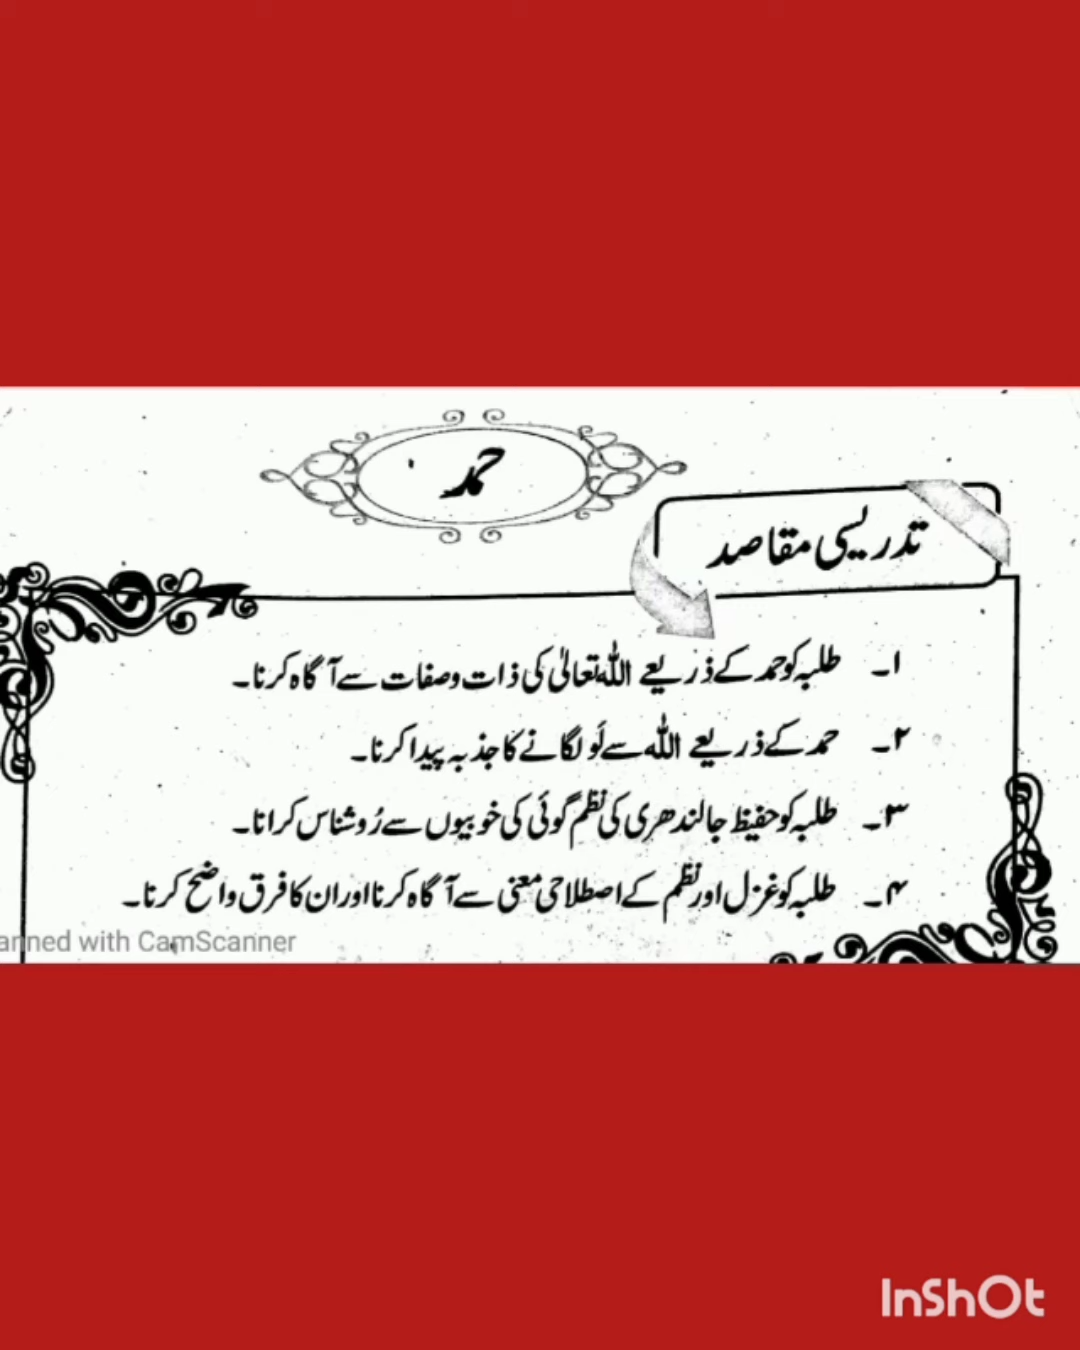 حمد
تدریسی مقاصد
۱۔ طلبہ کو حمد کے ذریعے اللہ تعالیٰ کی ذات و صفات سے آگاہ کرنا۔
۲۔ حمد کے ذریعے اللہ سے لَو لگانے کا جذبہ پیدا کرنا۔
۳۔ طلبہ کو حفیظ جالندھری کی نظم گوئی کی خوبیوں سے رُوشناس کرانا۔
۴۔ طلبہ کو غزل اور نظم کے اصطلاحی معنی سے آگاہ کرنا اور ان کا فرق واضح کرنا۔
anned with CamScanner
InShOt